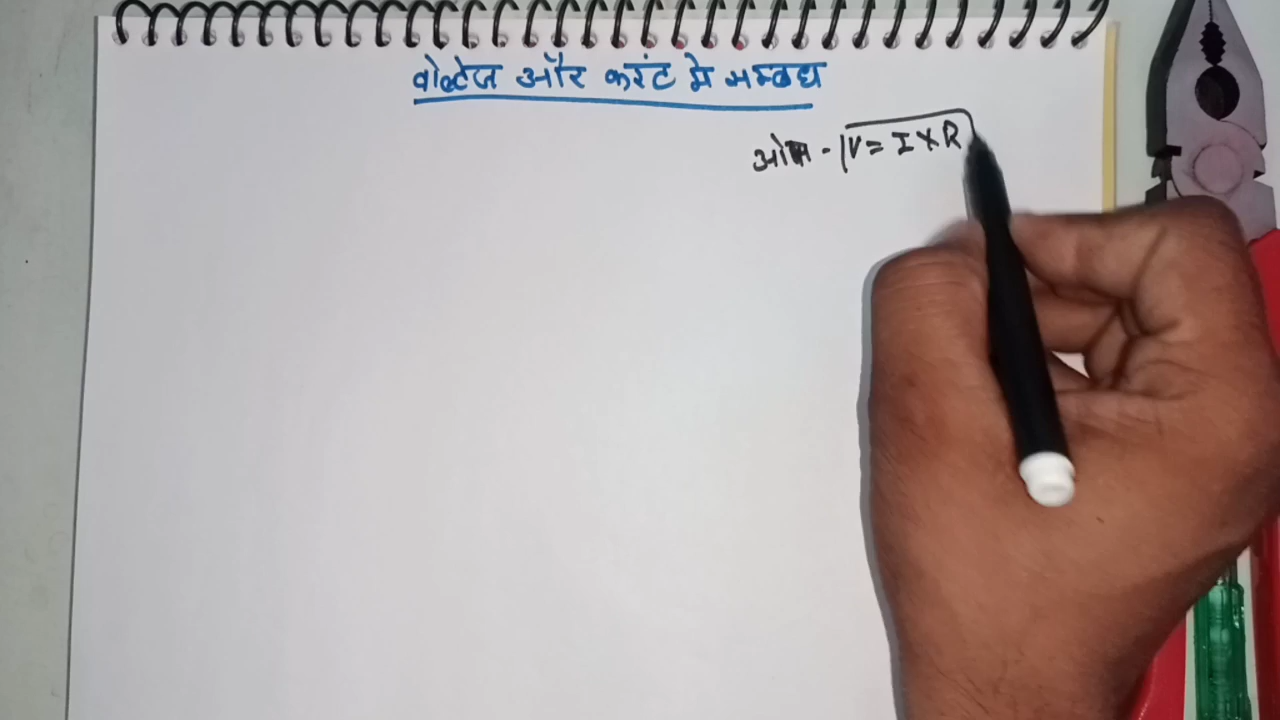 वोल्टेज और करंट मे सम्बध
ओम - V = I X R